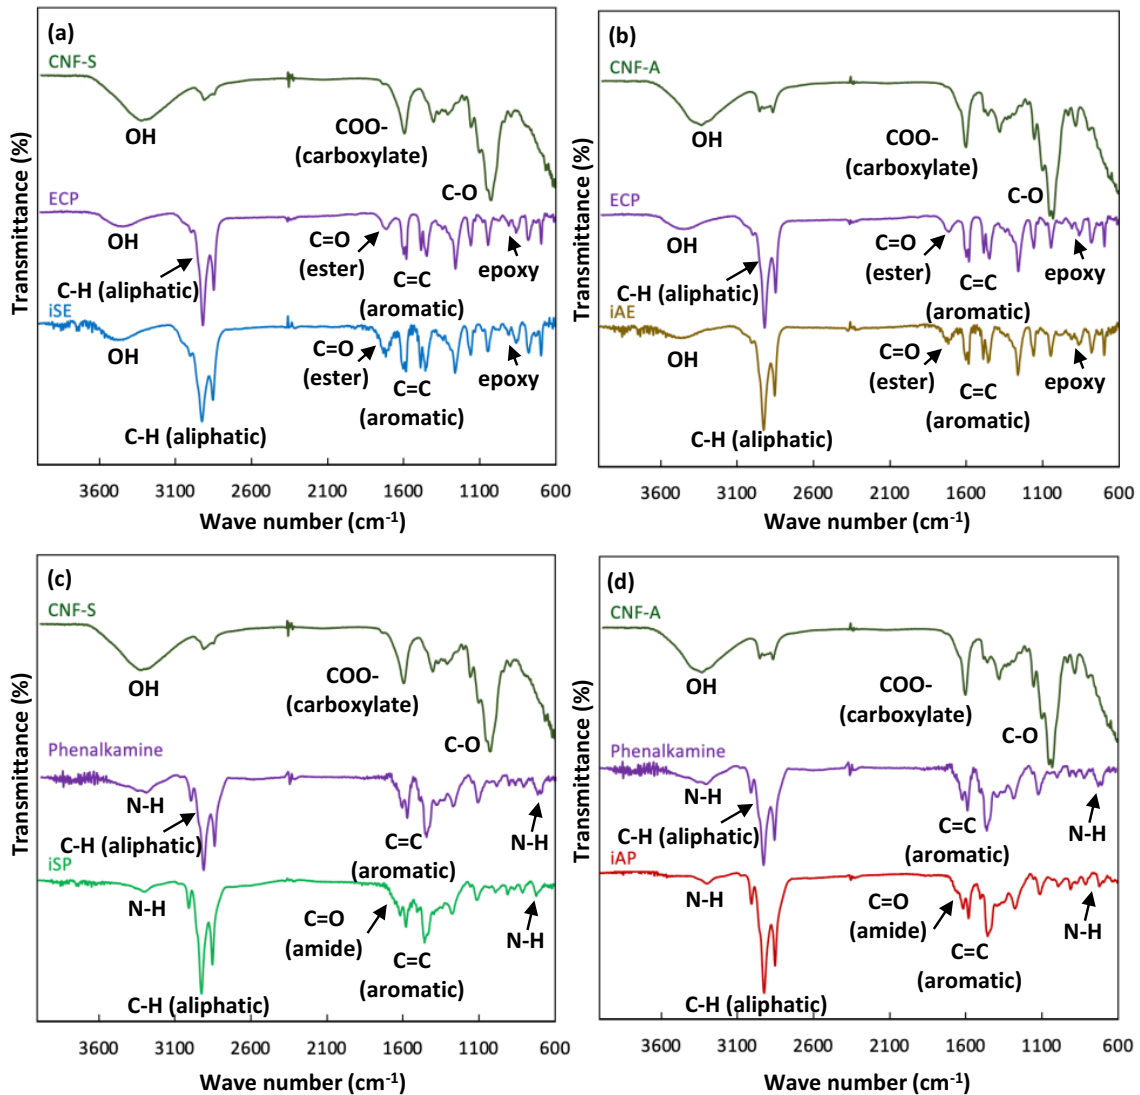 (a)
CNF-S
OH
COO-
(carboxylate)
C-O
ECP
OH
C-H (aliphatic)
C=O
(ester)
C=C
(aromatic)
epoxy
iSE
OH
C-H (aliphatic)
C=O
(ester)
C=C
(aromatic)
epoxy
Transmittance (%)
3600 3100 2600 2100 1600 1100 600
Wave number (cm-1)
(b)
CNF-A
OH
COO-
(carboxylate)
C-O
ECP
OH
C-H (aliphatic)
C=O
(ester)
C=C
(aromatic)
epoxy
iAE
OH
C-H (aliphatic)
C=O
(ester)
C=C
(aromatic)
epoxy
Transmittance (%)
3600 3100 2600 2100 1600 1100 600
Wave number (cm-1)
(c)
CNF-S
OH
COO-
(carboxylate)
C-O
Phenalkamine
N-H
C-H (aliphatic)
C=C
(aromatic)
N-H
iSP
N-H
C-H (aliphatic)
C=O
(amide)
C=C
(aromatic)
N-H
Transmittance (%)
3600 3100 2600 2100 1600 1100 600
Wave number (cm-1)
(d)
CNF-A
OH
COO-
(carboxylate)
C-O
Phenalkamine
N-H
C-H (aliphatic)
C=C
(aromatic)
N-H
iAP
N-H
C-H (aliphatic)
C=O
(amide)
C=C
(aromatic)
N-H
Transmittance (%)
3600 3100 2600 2100 1600 1100 600
Wave number (cm-1)